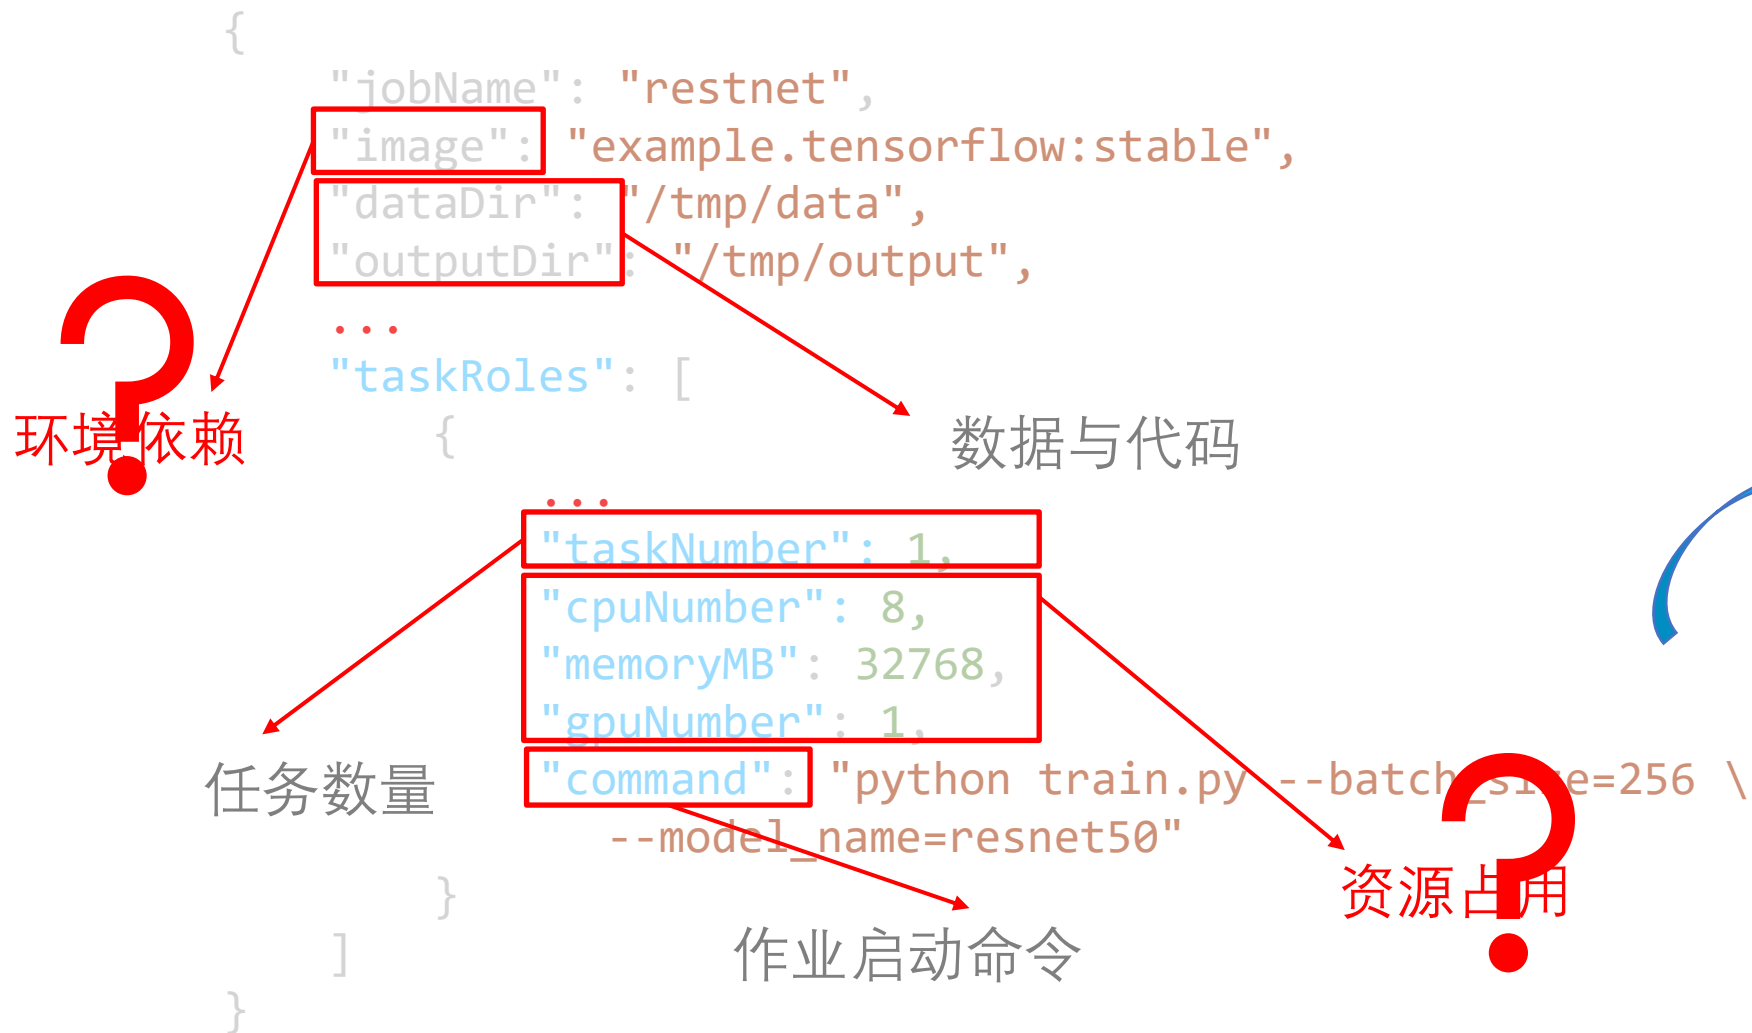 {
"jobName": "restnet",
"image": "example.tensorflow:stable",
"dataDir": "/tmp/data",
"outputDir": "/tmp/output",
...
"taskRoles": [
{
?
环境依赖
数据与代码
...
"taskNumber": 1,
"cpuNumber": 8,
"memoryMB": 32768,
"gpuNumber": 1,
"command": "python train.py --batch_size=256 \
--model_name=resnet50"
任务数量
?
资源占用
}
作业启动命令
]
}